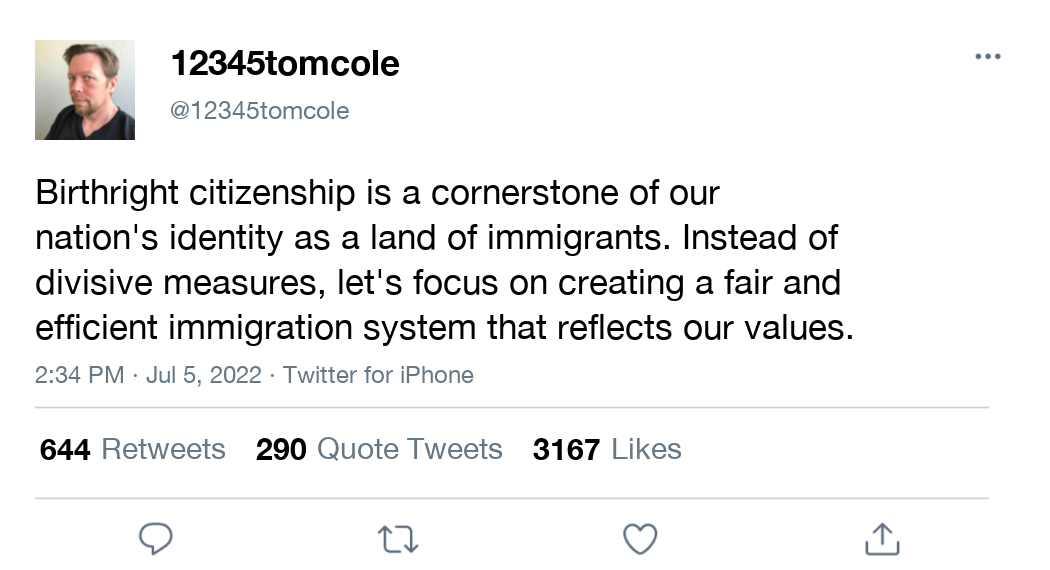 12345tomcole
@12345tomcole
Birthright citizenship is a cornerstone of our
nation's identity as a land of immigrants. Instead of
divisive measures, let's focus on creating a fair and
efficient immigration system that reflects our values.
2:34 PM · Jul 5, 2022 · Twitter for iPhone
644 Retweets 290 Quote Tweets 3167 Likes